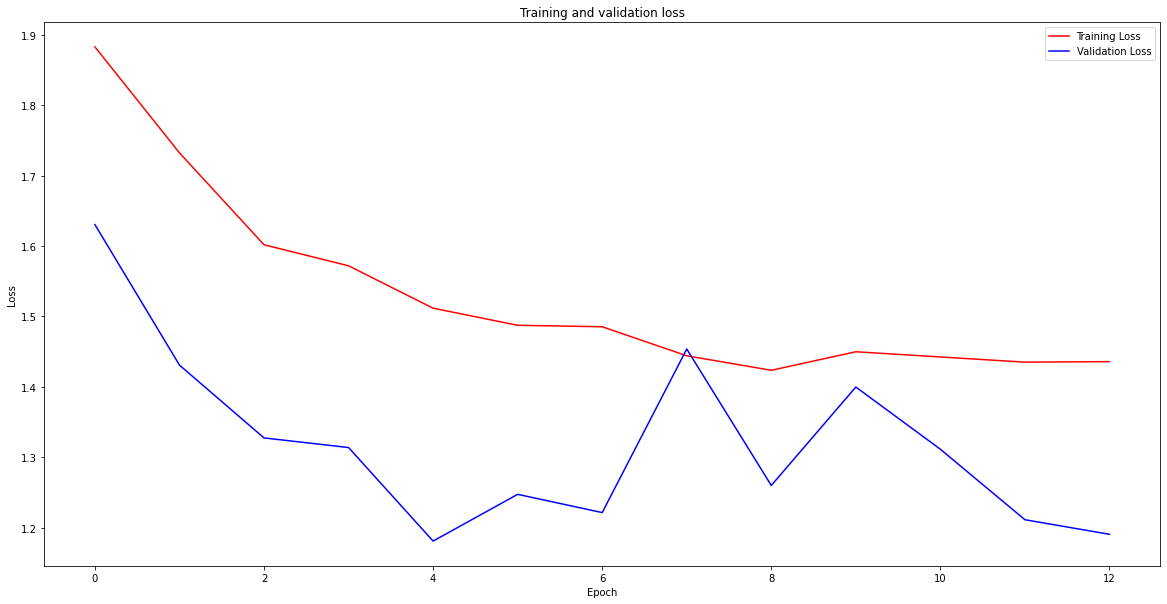 Training and validation loss
Training Loss
Validation Loss
1.9
1.8
1.7
1.6
1.5
1.4
1.3
1.2
Loss
0 2 4 6 8 10 12
Epoch